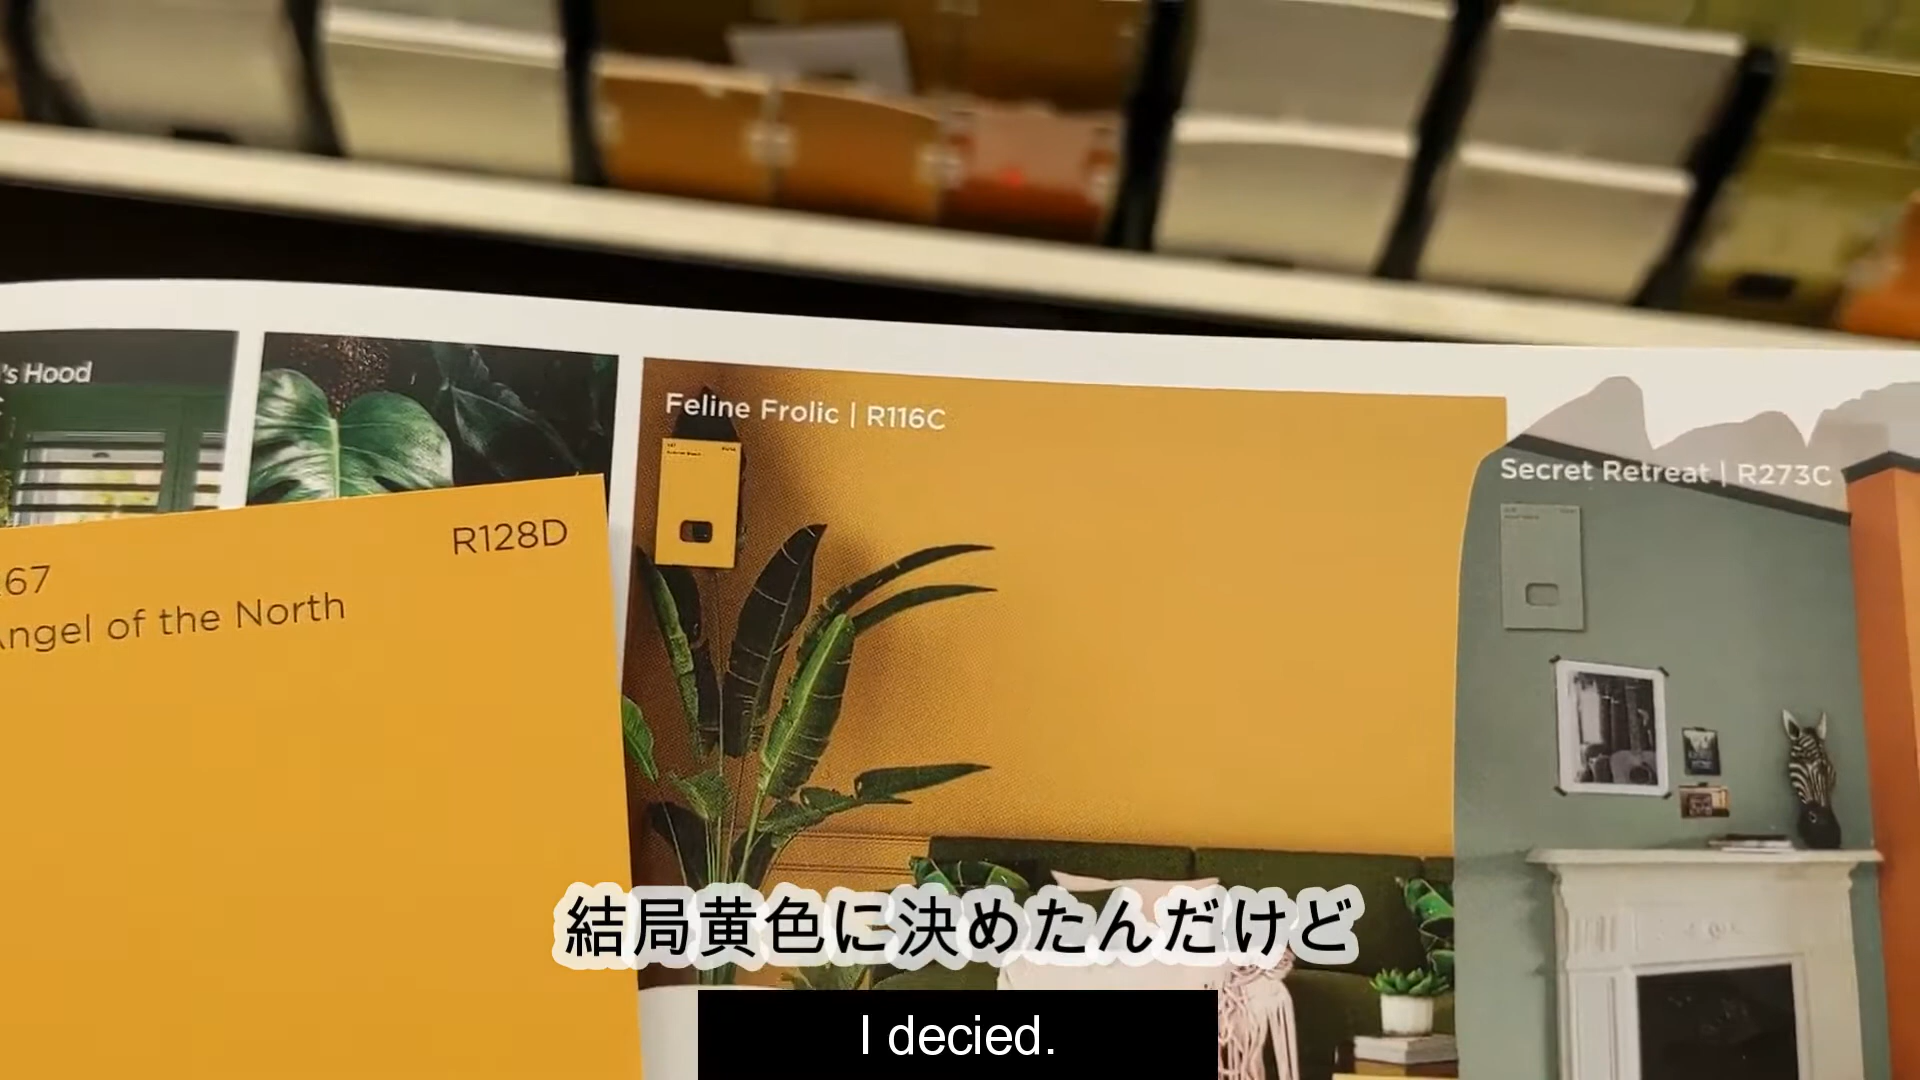 's Hood
Feline Frolic | R116C
Secret Retreat | R273C
R128D
67
Angel of the North
結局黄色に決めたんだけど
I decied.